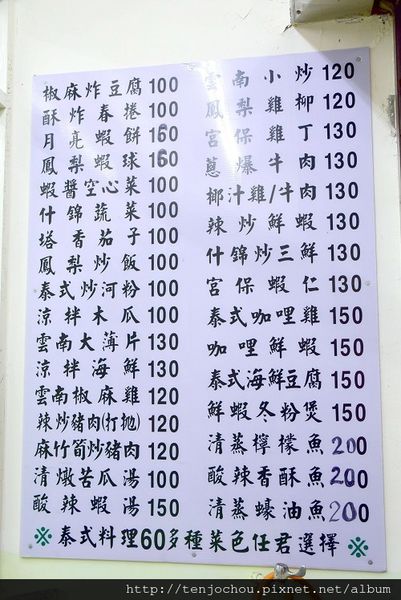 椒麻炸豆腐 100
酥炸春捲 100
月亮蝦餅 160
鳳梨蝦球 160
蝦醬空心菜 100
什錦蔬菜 100
塔香茄子 100
鳳梨炒飯 100
泰式炒河粉 100
涼拌木瓜 100
雲南大薄片 130
涼拌海鮮 130
雲南椒麻雞 120
辣炒豬肉(打拋) 120
麻竹筍炒豬肉 120
清燉苦瓜湯 100
酸辣蝦湯 150
雲南小炒 120
鳳梨雞柳 120
宮保雞丁 130
蔥爆牛肉 130
椰汁雞/牛肉 130
辣炒鮮蝦 130
什錦炒三鮮 130
宮保蝦仁 130
泰式咖哩雞 150
咖哩鮮蝦 150
泰式海鮮豆腐 150
鮮蝦冬粉煲 150
清蒸檸檬魚 200
酸辣香酥魚 200
清蒸蠔油魚 200
※泰式料理60多種菜色任君選擇※
http://tenjochou.pixnet.net/album